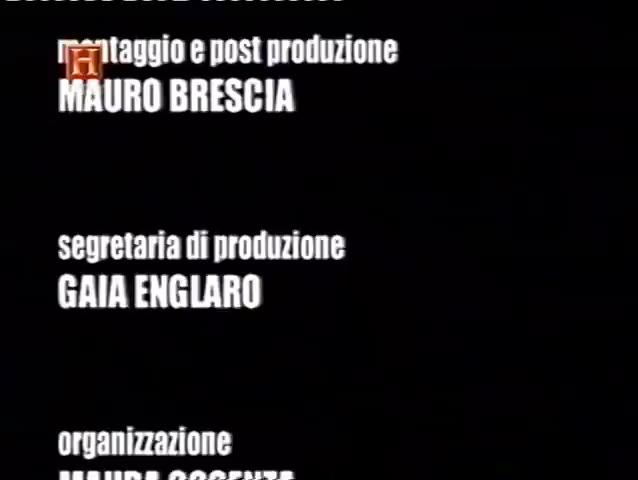 montaggio e post produzione
H
MAURO BRESCIA
segretaria di produzione
GAIA ENGLARO
organizzazione